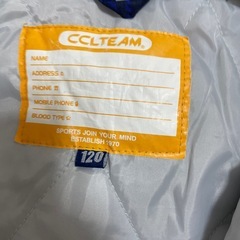 CCLTEAM®
NAME
ADDRESS &
PHONE &
MOBILE PHONE &
BLOOD TYPE
SPORTS JOIN YOUR MIND
ESTABLISH 1970
120